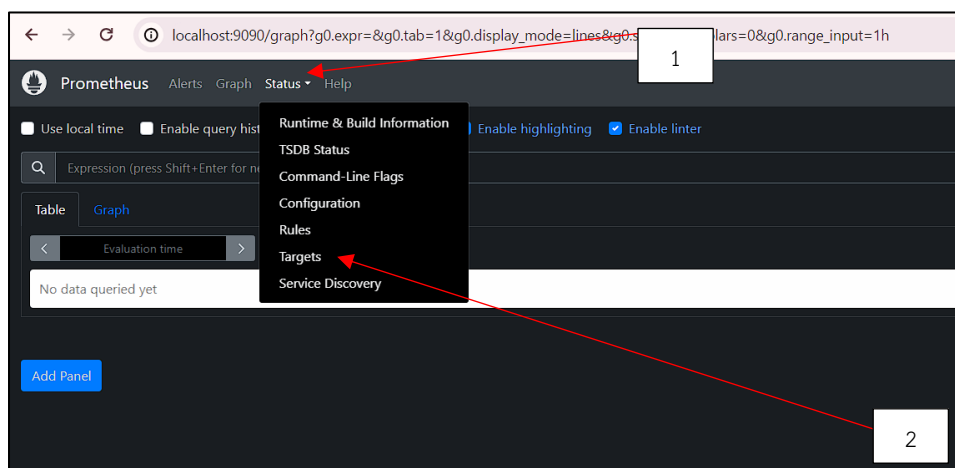 localhost:9090/graph?g0.expr=&g0.tab=1&g0.display_mode=lines&g0.s lars=0&g0.range_input=1h
1
Prometheus Alerts Graph Status Help
Use local time Enable query hist Enable highlighting Enable linter
Runtime & Build Information
TSDB Status
Expression (press Shift+Enter for ne
Command-Line Flags
Configuration
Table Graph
Rules
Evaluation time
Targets
Service Discovery
No data queried yet
Add Panel
2